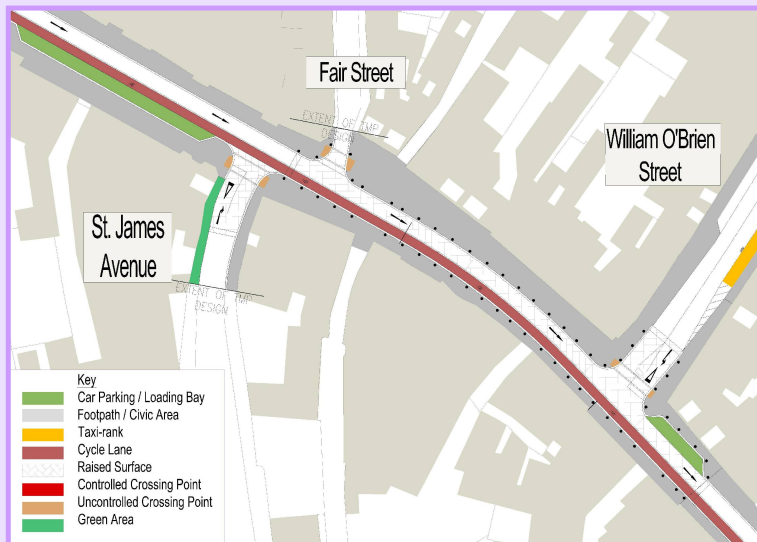 Fair Street
EXTENT OF TMP
DESIGN
William O'Brien
Street
St. James
Avenue
EXTENT OF TMP
DESIGN
Key
Car Parking / Loading Bay
Footpath / Civic Area
Taxi-rank
Cycle Lane
Raised Surface
Controlled Crossing Point
Uncontrolled Crossing Point
Green Area